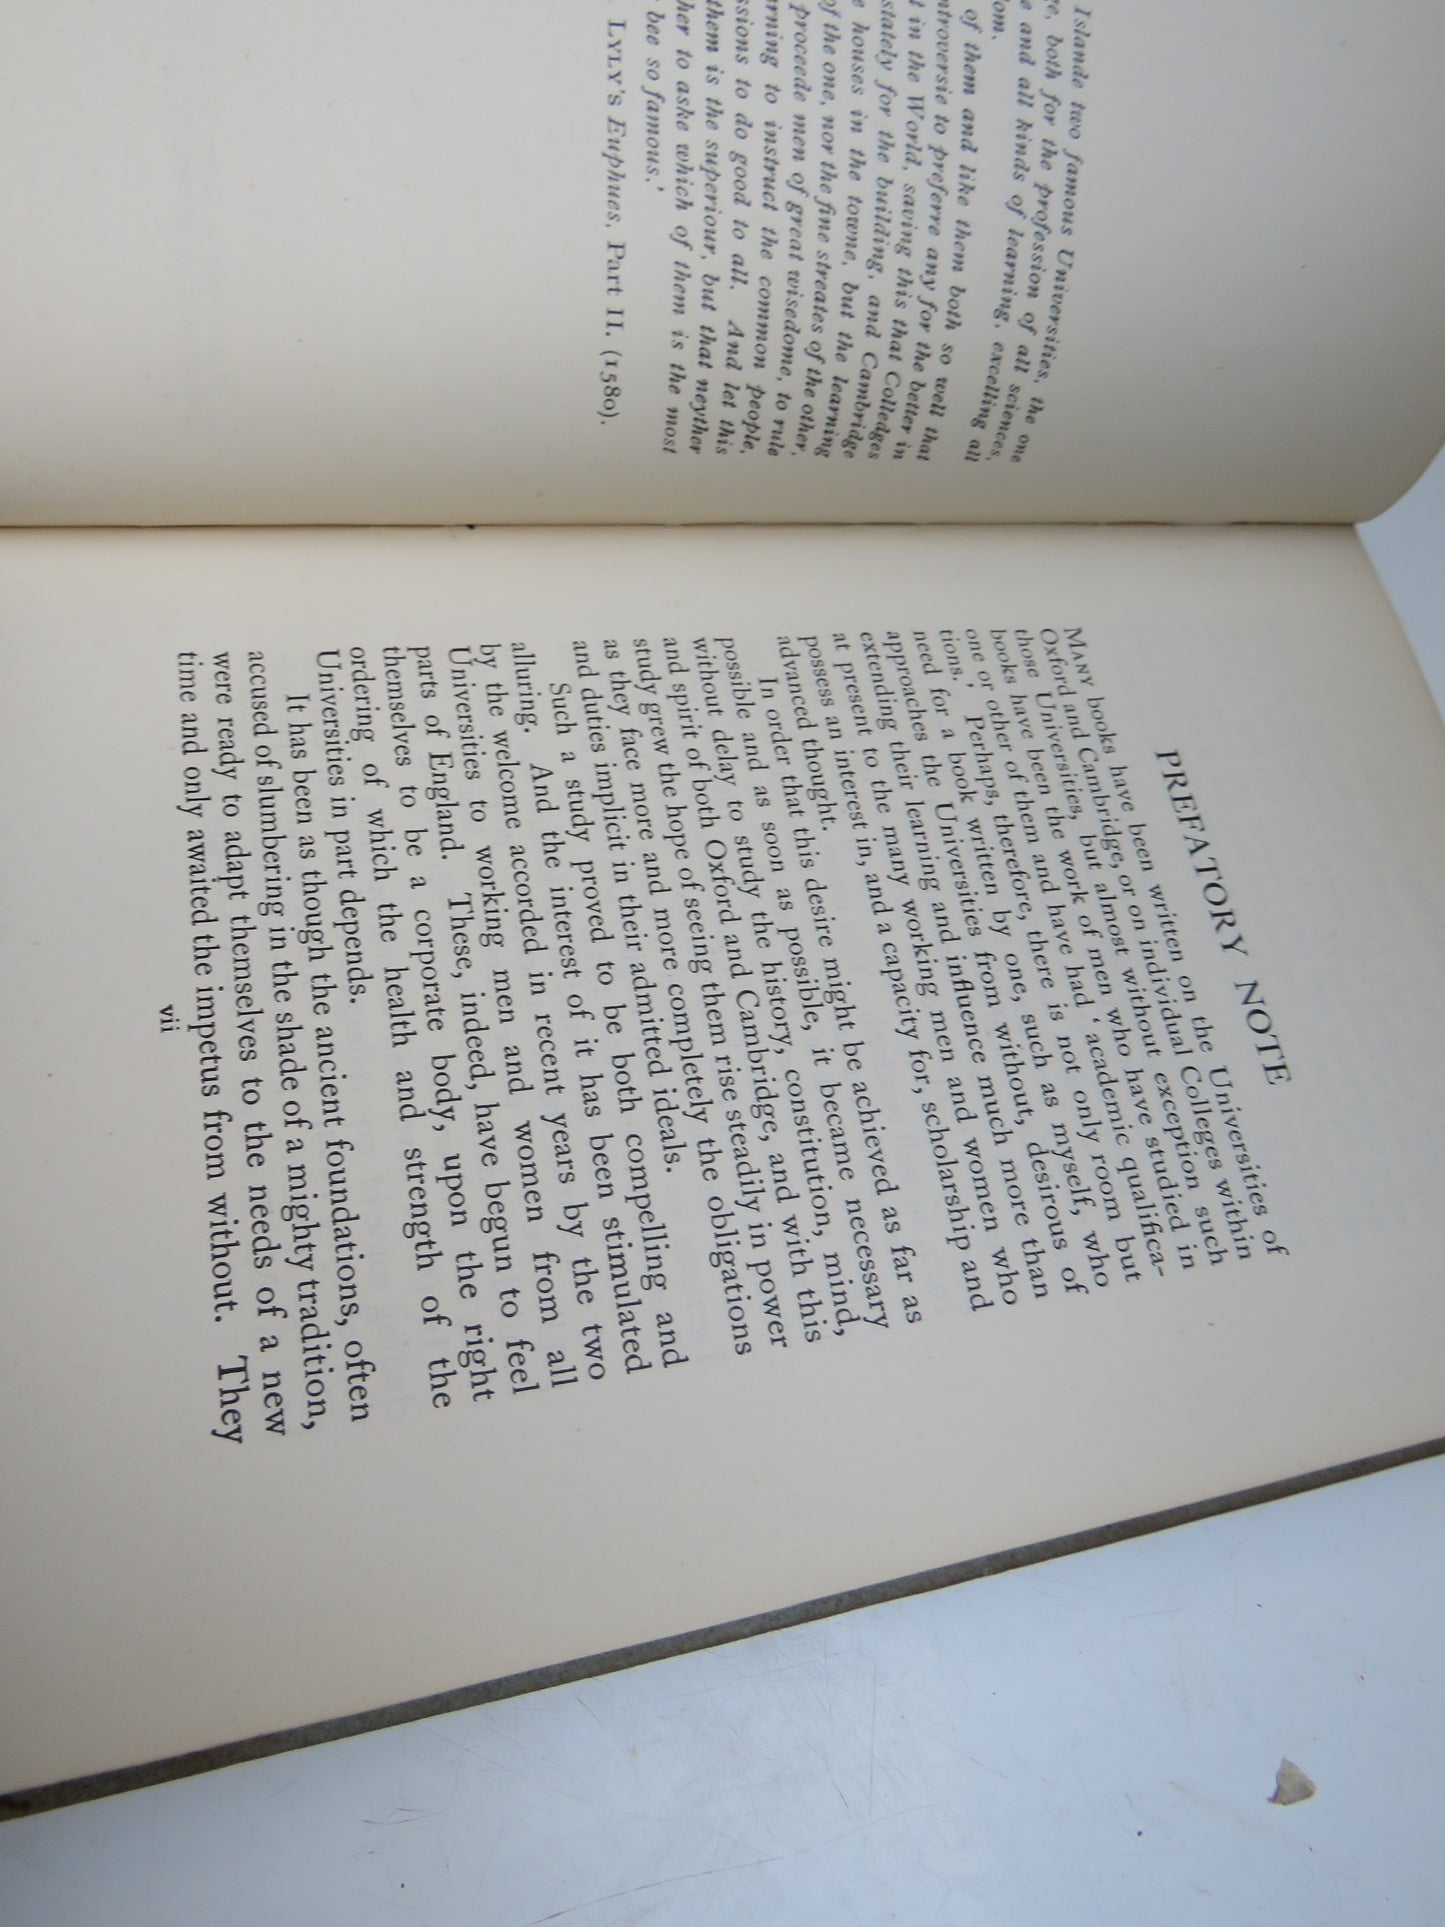 Islande two famous Universities, the one
both for the profession of all sciences,
and all kinds of learning, excelling all
of them and like them both so well that
to preferre any for the better in
in the World, saving this that Colledges
stately for the building, and Cambridge
houses in the towne, but the learning
of the one, nor the fine streates of the other,
proceede men of great wisedome, to rule
to instruct the common people,
to do good to all. And let this
them is the superiour, but that neyther
to aske which of them is the most
bee so famous.'
LYLY'S Euphues, Part II. (1580).
PREFATORY NOTE
MANY books have been written on the Universities of
Oxford and Cambridge, or on individual Colleges within
those Universities, but almost without exception such
books have been the work of men who have studied in
one or other of them and have had 'academic qualifica-
tions.' Perhaps, therefore, there is not only room but
need for a book written by one, such as myself, who
approaches the Universities from without, desirous of
extending their learning and influence much more than
at present to the many working men and women who
possess an interest in, and a capacity for, scholarship and
advanced thought.
In order that this desire might be achieved as far as
possible and as soon as possible, it became necessary
without delay to study the history, constitution, mind,
and spirit of both Oxford and Cambridge, and with this
study grew the hope of seeing them rise steadily in power
as they face more and more completely the obligations
and duties implicit in their admitted ideals.
Such a study proved to be both compelling and
alluring. And the interest of it has been stimulated
by the welcome accorded in recent years by the two
Universities to working men and women from all
parts of England. These, indeed, have begun to feel
themselves to be a corporate body, upon the right
ordering of which the health and strength of the
Universities in part depends.
It has been as though the ancient foundations, often
accused of slumbering in the shade of a mighty tradition,
were ready to adapt themselves to the needs of a new
time and only awaited the impetus from without. They
vii